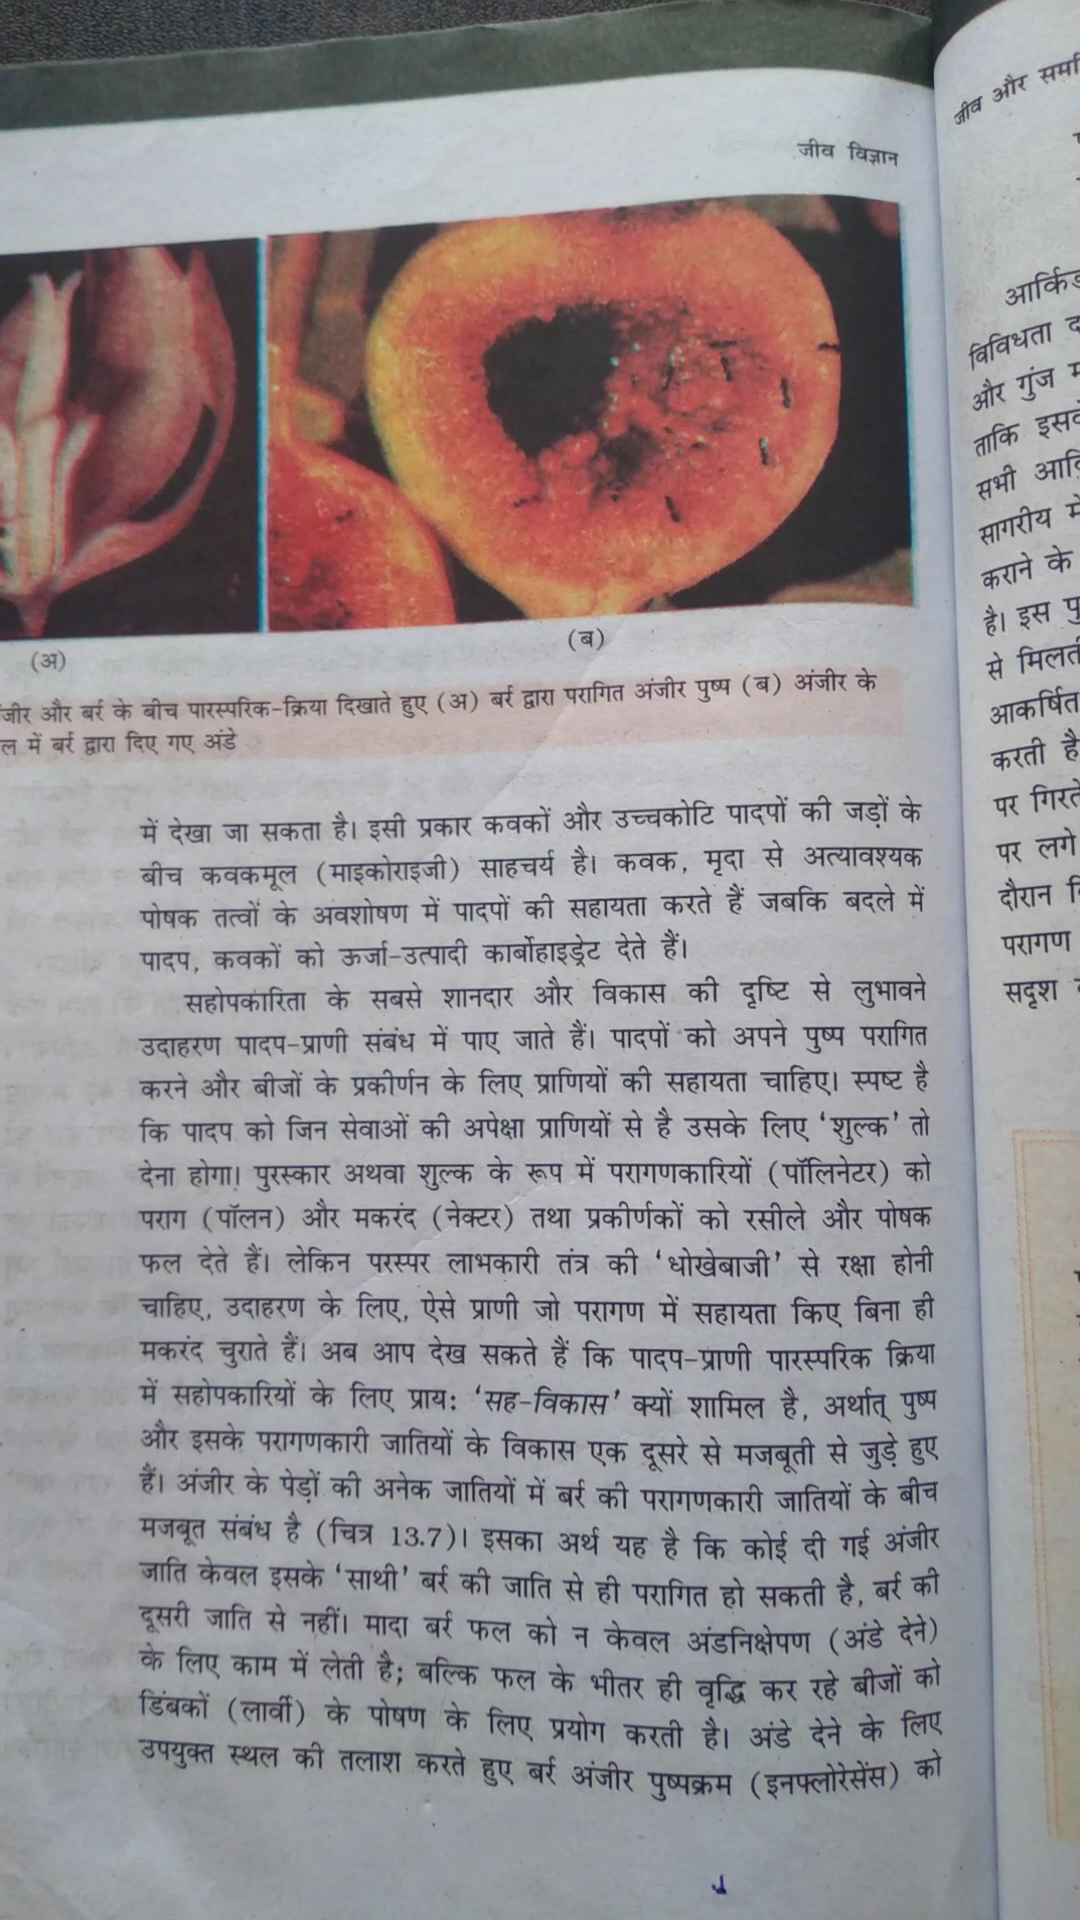 जीव विज्ञान
(अ)
(ब)
जीर और बर्र के बीच पारस्परिक-क्रिया दिखाते हुए (अ) बर्र द्वारा परागित अंजीर पुष्प (ब) अंजीर के
ल में बर्र द्वारा दिए गए अंडे
में देखा जा सकता है। इसी प्रकार कवकों और उच्चकोटि पादपों की जड़ों के
बीच कवकमूल (माइकोराइजी) साहचर्य है। कवक, मृदा से अत्यावश्यक
पोषक तत्वों के अवशोषण में पादपों की सहायता करते हैं जबकि बदले में
पादप, कवकों को ऊर्जा-उत्पादी कार्बोहाइड्रेट देते हैं।
सहोपकारिता के सबसे शानदार और विकास की दृष्टि से लुभावने
उदाहरण पादप-प्राणी संबंध में पाए जाते हैं। पादपों को अपने पुष्प परागित
करने और बीजों के प्रकीर्णन के लिए प्राणियों की सहायता चाहिए। स्पष्ट है
कि पादप को जिन सेवाओं की अपेक्षा प्राणियों से है उसके लिए ‘शुल्क’ तो
देना होगा। पुरस्कार अथवा शुल्क के रूप में परागणकारियों (पॉलिनेटर) को
पराग (पॉलन) और मकरंद (नेक्टर) तथा प्रकीर्णकों को रसीले और पोषक
फल देते हैं। लेकिन परस्पर लाभकारी तंत्र की ‘धोखेबाजी’ से रक्षा होनी
चाहिए, उदाहरण के लिए, ऐसे प्राणी जो परागण में सहायता किए बिना ही
मकरंद चुराते हैं। अब आप देख सकते हैं कि पादप-प्राणी पारस्परिक क्रिया
में सहोपकारियों के लिए प्राय: ‘सह-विकास’ क्यों शामिल है, अर्थात् पुष्प
और इसके परागणकारी जातियों के विकास एक दूसरे से मजबूती से जुड़े हुए
हैं। अंजीर के पेड़ों की अनेक जातियों में बर्र की परागणकारी जातियों के बीच
मजबूत संबंध है (चित्र 13.7)। इसका अर्थ यह है कि कोई दी गई अंजीर
जाति केवल इसके ‘साथी’ बर्र की जाति से ही परागित हो सकती है, बर्र की
दूसरी जाति से नहीं। मादा बर्र फल को न केवल अंडनिक्षेपण (अंडे देने)
के लिए काम में लेती है; बल्कि फल के भीतर ही वृद्धि कर रहे बीजों को
डिंबकों (लार्वी) के पोषण के लिए प्रयोग करती है। अंडे देने के लिए
उपयुक्त स्थल की तलाश करते हुए बर्र अंजीर पुष्पक्रम (इनफ्लोरेसेंस) को
जीव और समष्टि
आर्किड
विविधता द
और गुंज म
ताकि इसक
सभी आर्कि
सागरीय में
कराने के
है। इस पु
से मिलती
आकर्षित
करती है
पर गिरते
पर लगे
दौरान
परागण
सदृश